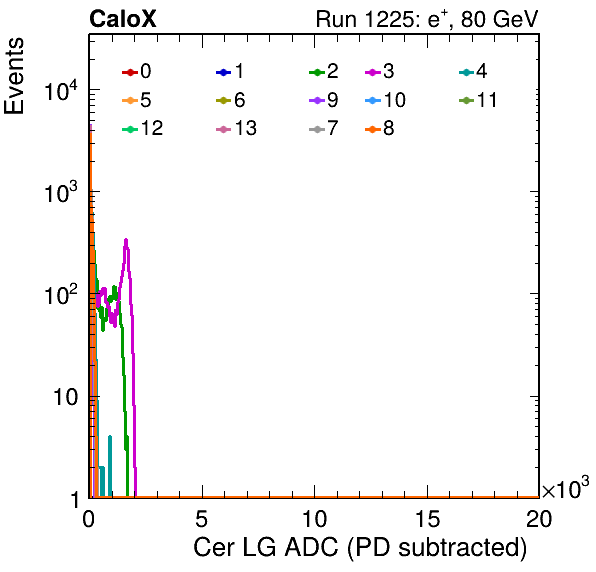 CaloX Run 1225: e⁺, 80 GeV
Events
0 1 2 3 4
5 6 9 10 11
12 13 7 8
10⁴
10³
10²
10
1
0 5 10 15 20
×10³
Cer LG ADC (PD subtracted)